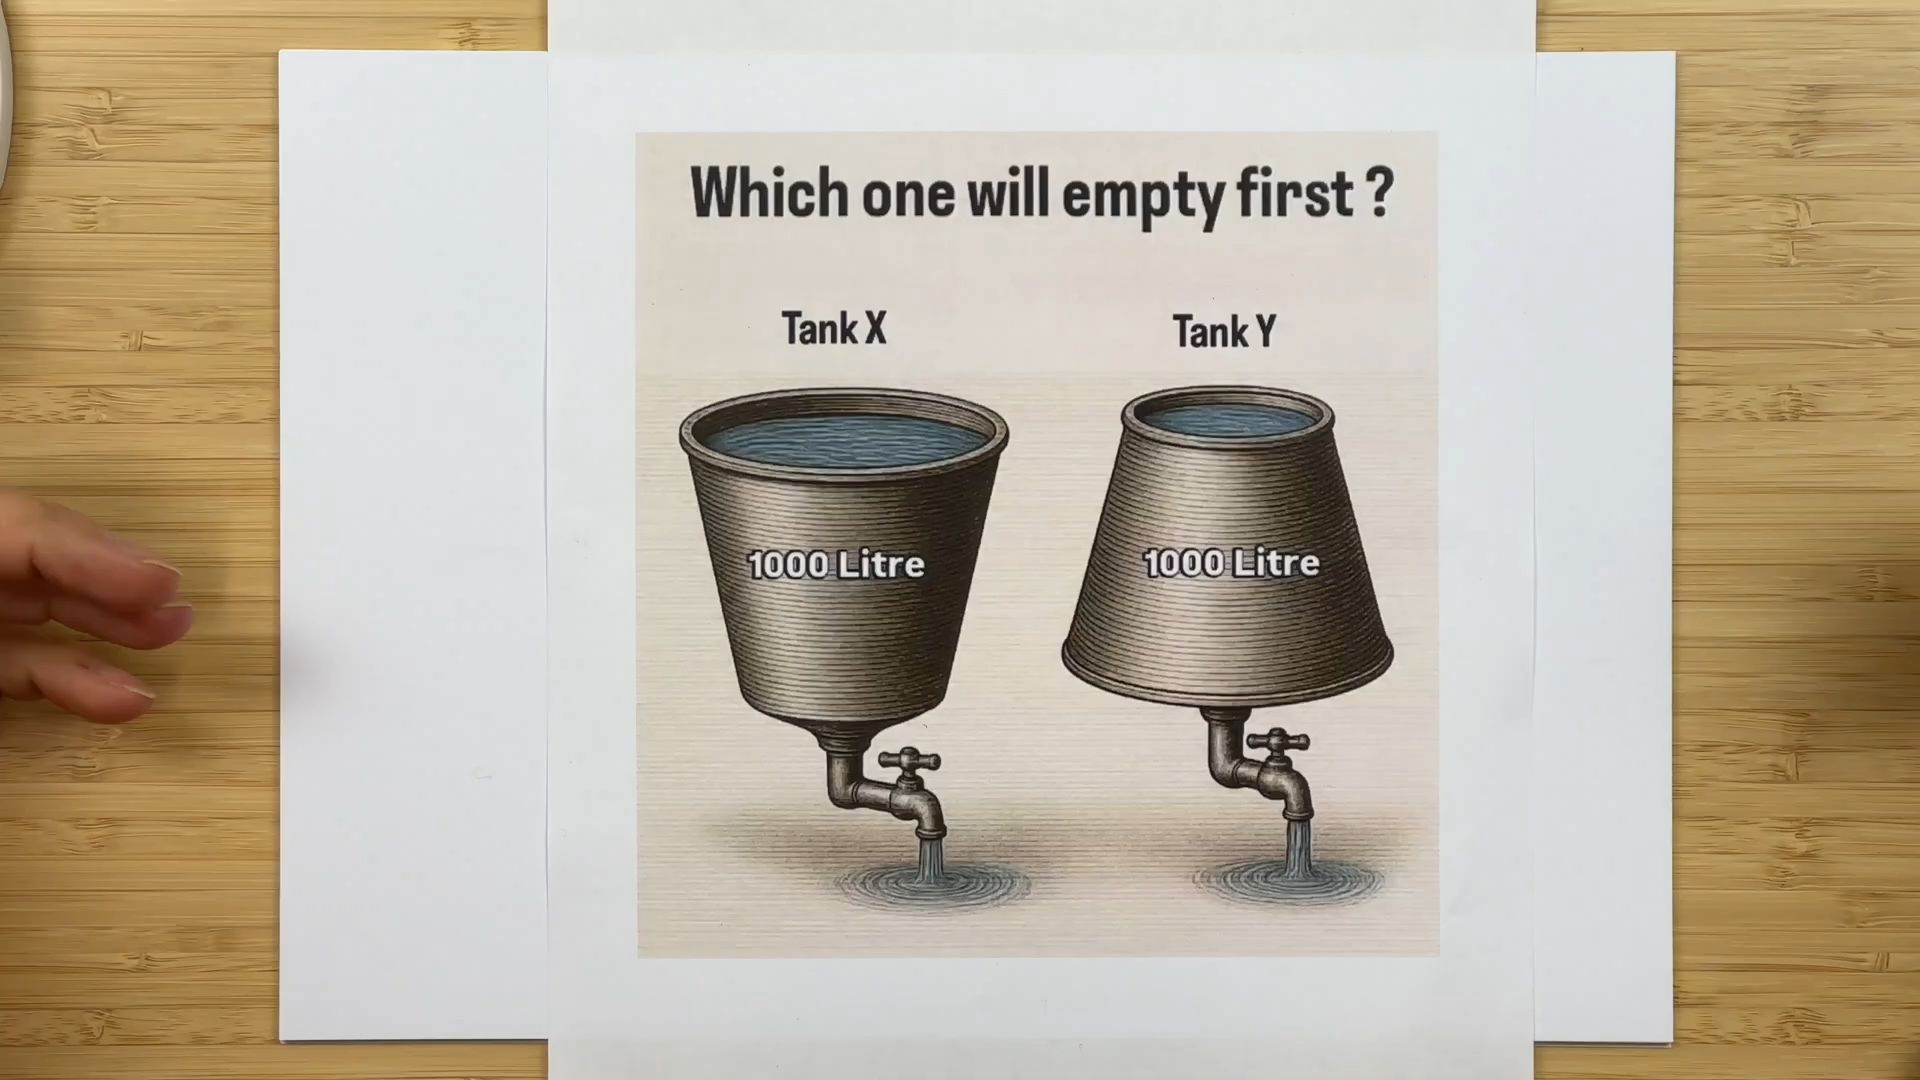 Which one will empty first ?
Tank X
Tank Y
1000 Litre
1000 Litre